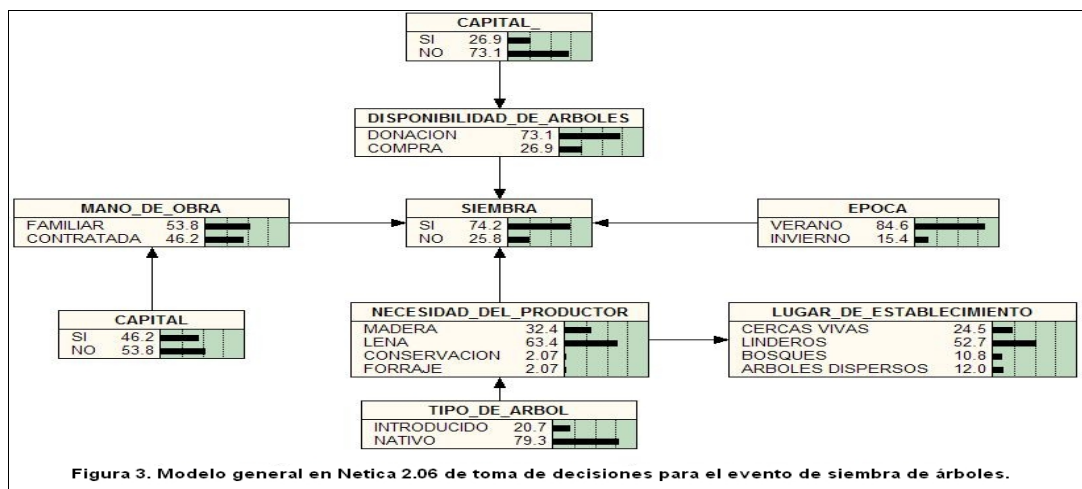 CAPITAL_
SI 26.9
NO 73.1
DISPONIBILIDAD_DE_ARBOLES
DONACION 73.1
COMPRA 26.9
MANO_DE_OBRA
FAMILIAR 53.8
CONTRATADA 46.2
SIEMBRA
SI 74.2
NO 25.8
EPOCA
VERANO 84.6
INVIERNO 15.4
CAPITAL
SI 46.2
NO 53.8
NECESIDAD_DEL_PRODUCTOR
MADERA 32.4
LENA 63.4
CONSERVACION 2.07
FORRAJE 2.07
LUGAR_DE_ESTABLECIMIENTO
CERCAS VIVAS 24.5
LINDEROS 52.7
BOSQUES 10.8
ARBOLES DISPERSOS 12.0
TIPO_DE_ARBOL
INTRODUCIDO 20.7
NATIVO 79.3
Figura 3. Modelo general en Netica 2.06 de toma de decisiones para el evento de siembra de árboles.